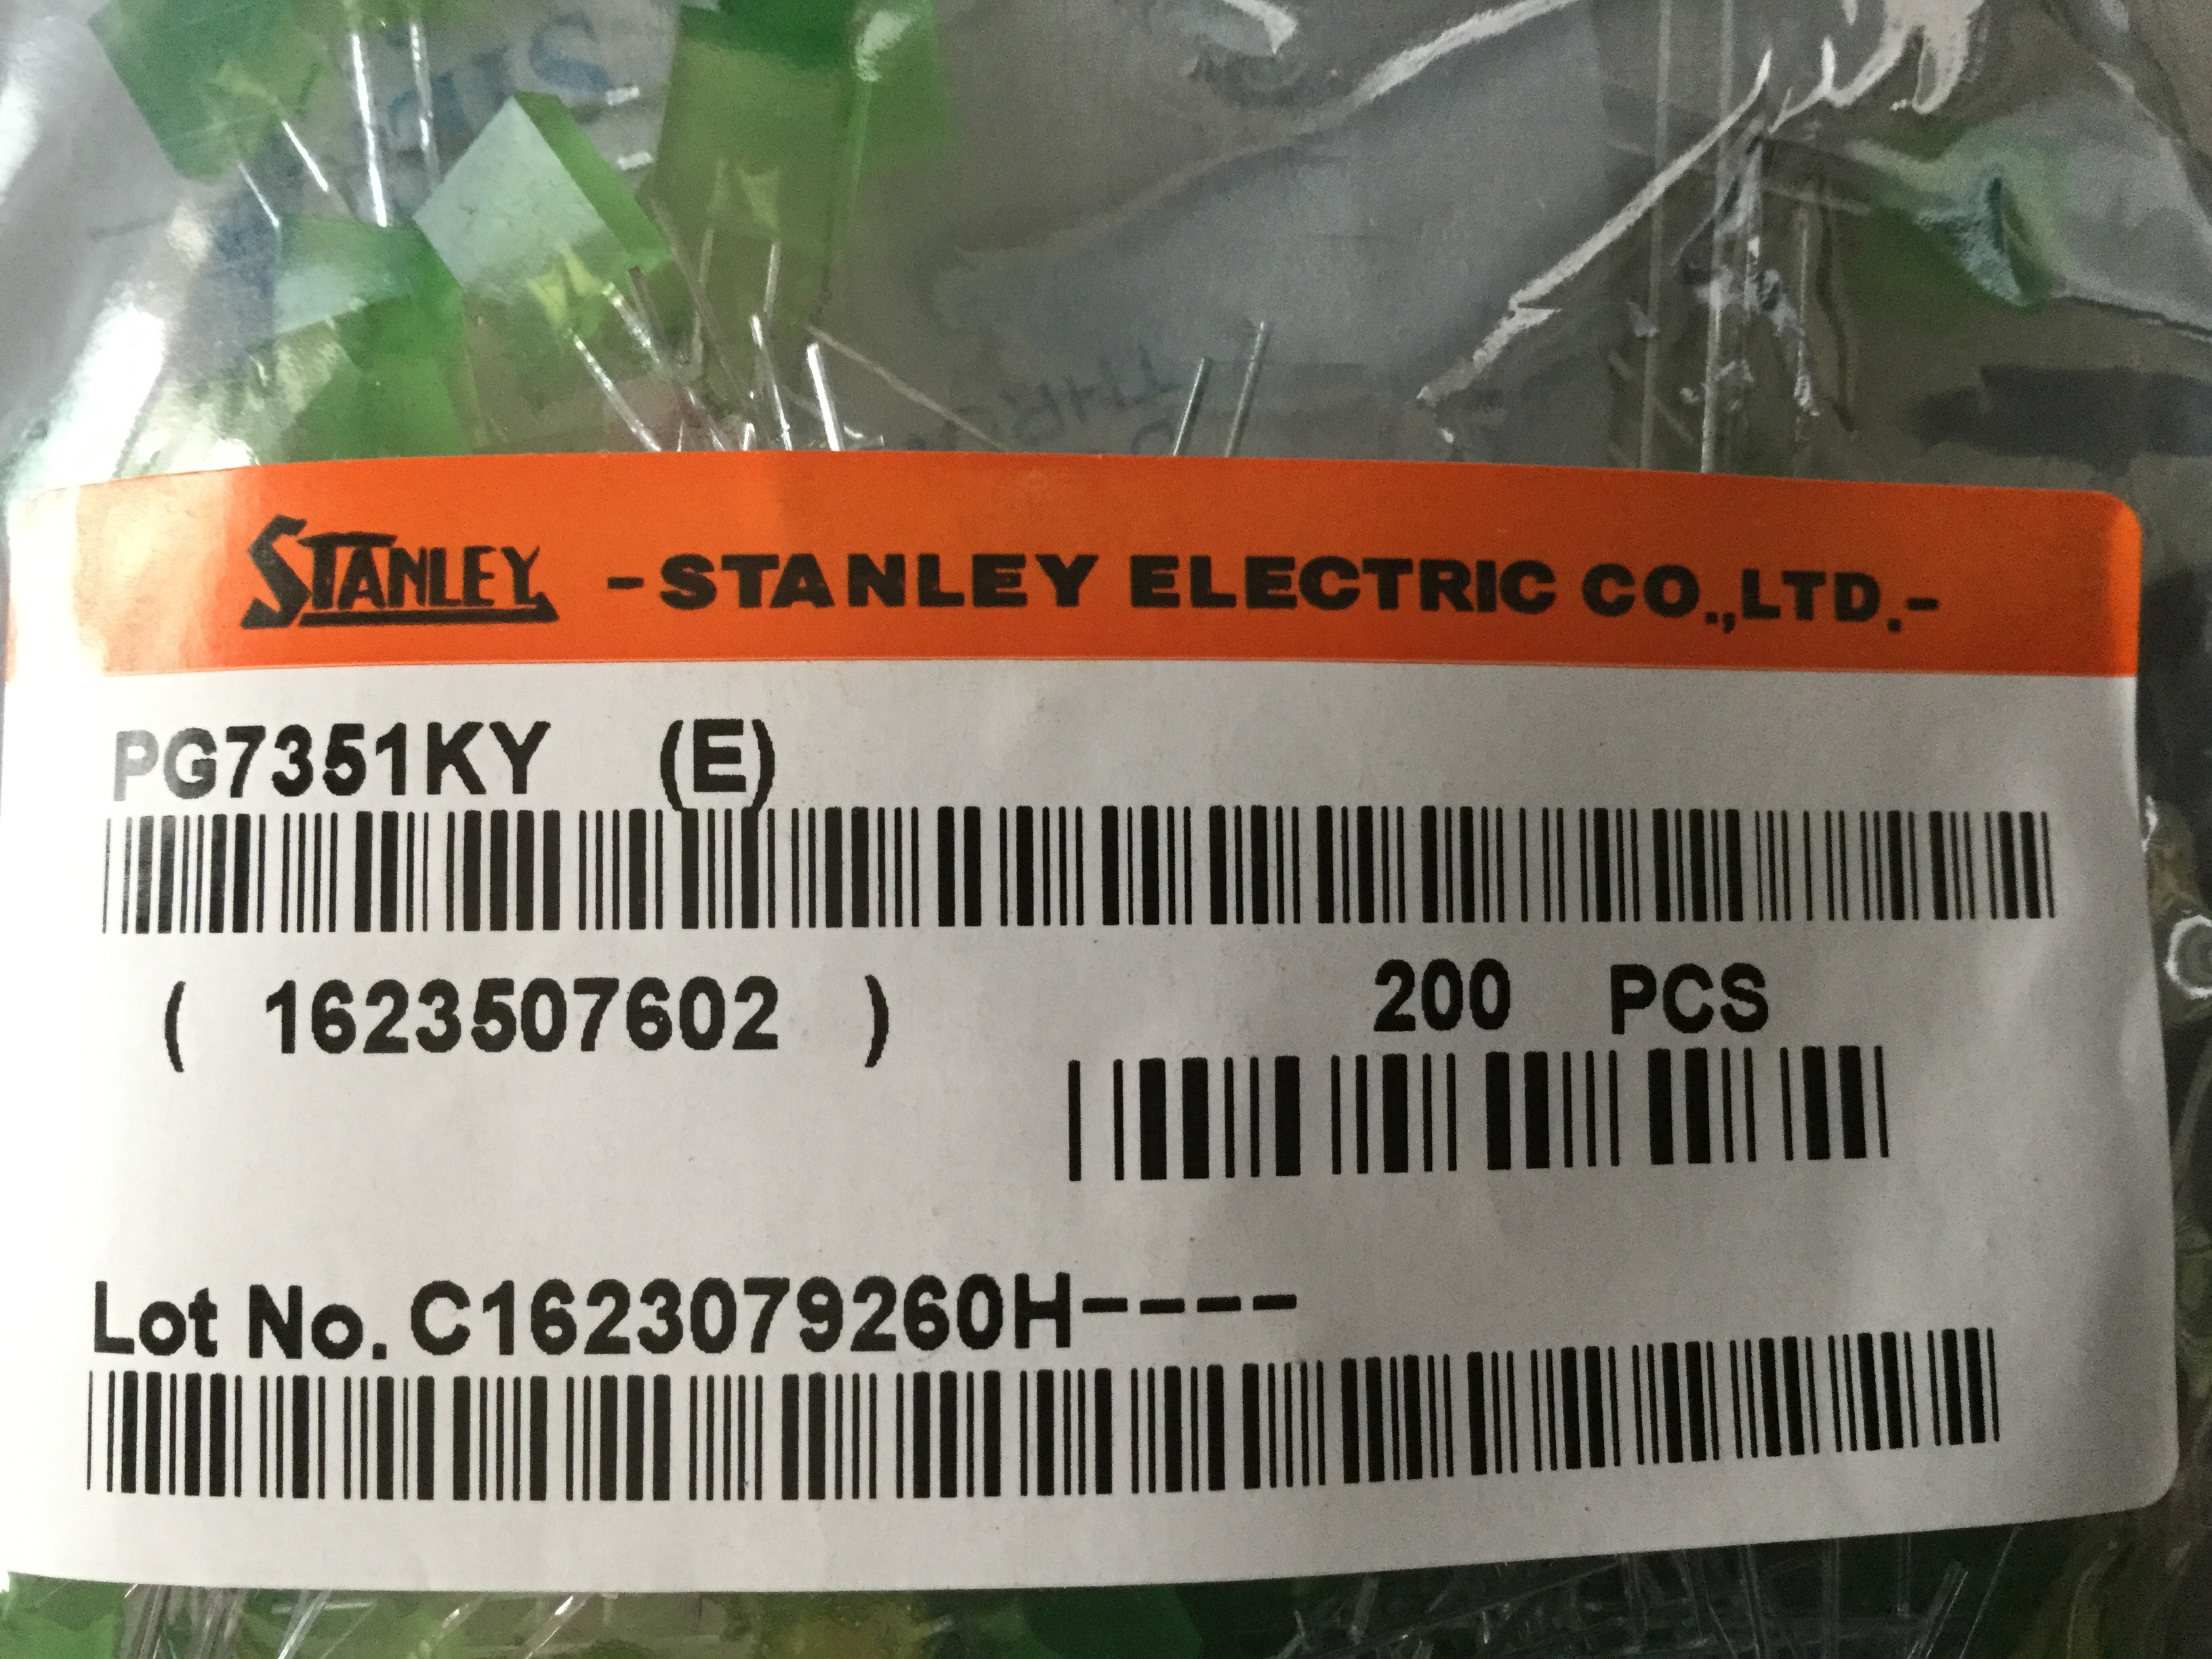 STANLEY -STANLEY ELECTRIC CO.,LTD.-
PG7351KY (E)
( 1623507602 ) 200 PCS
Lot No. C1623079260H----